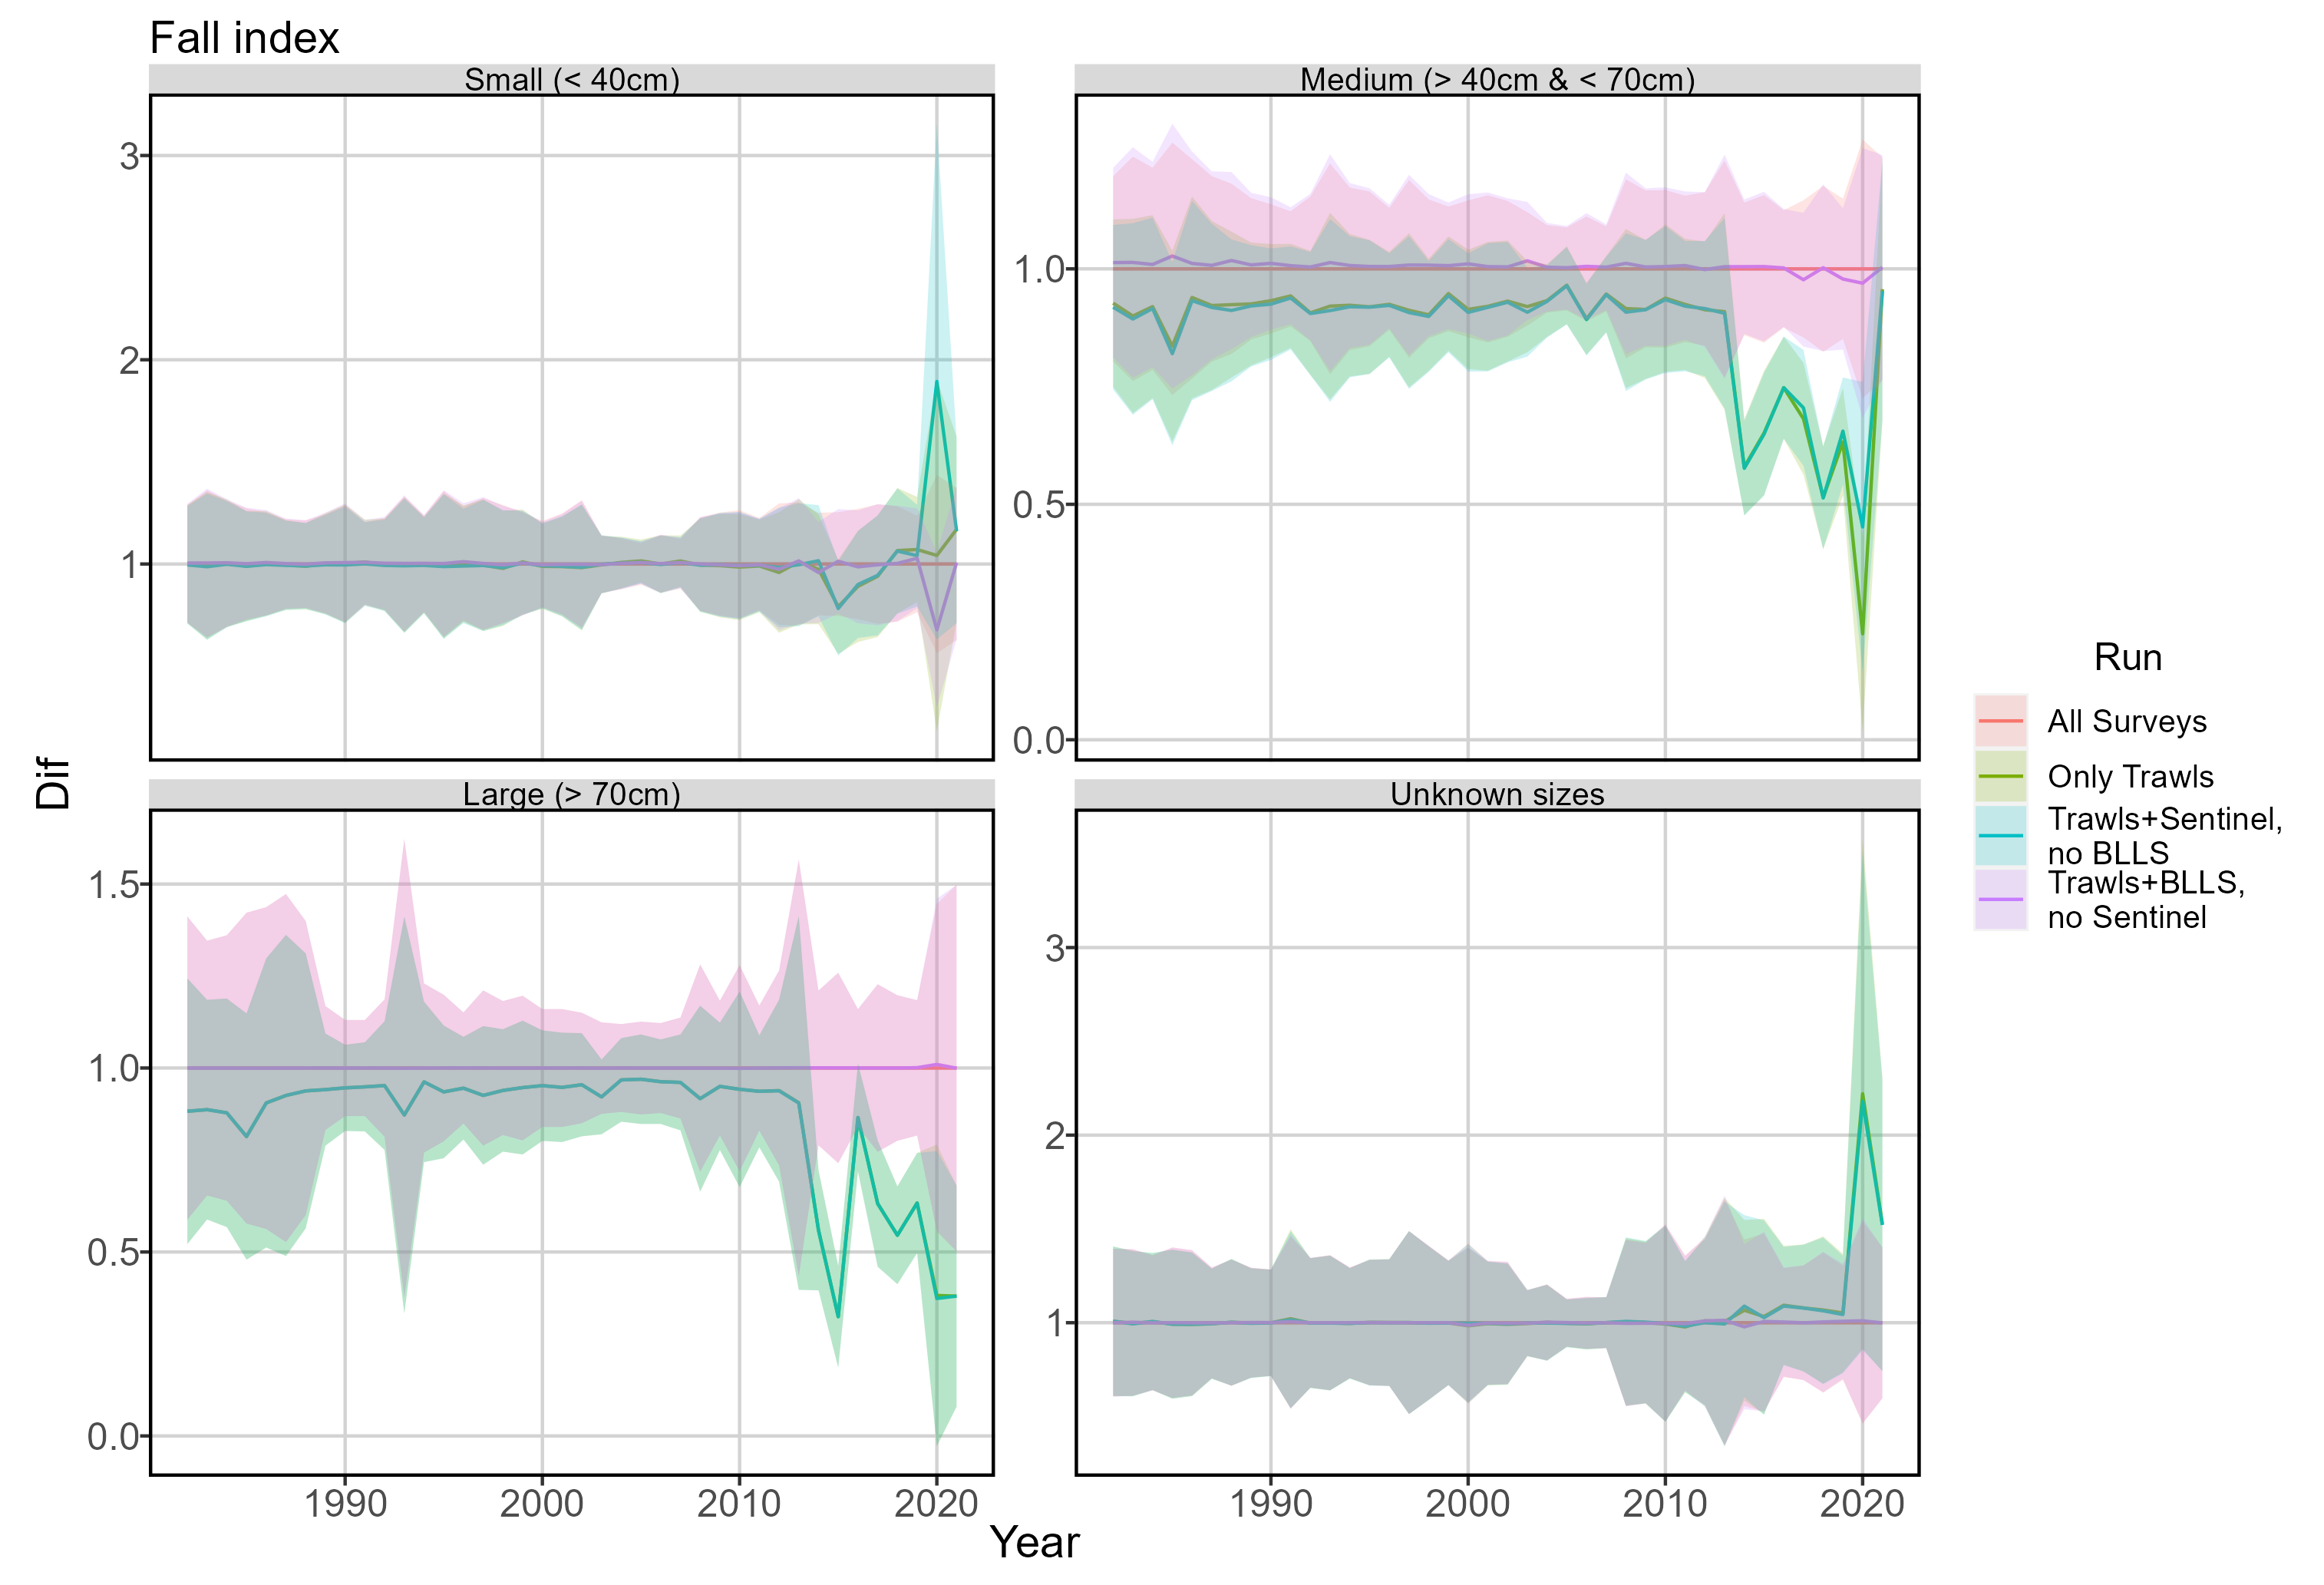 Fall index
Small (< 40cm)
Medium (> 40cm & < 70cm)
3
2
1
1.0
0.5
0.0
Dif
Large (> 70cm)
Unknown sizes
1.5
1.0
0.5
0.0
3
2
1
1990
2000
2010
2020
1990
2000
2010
2020
Year
Run
All Surveys
Only Trawls
Trawls+Sentinel,
no BLLS
Trawls+BLLS,
no Sentinel